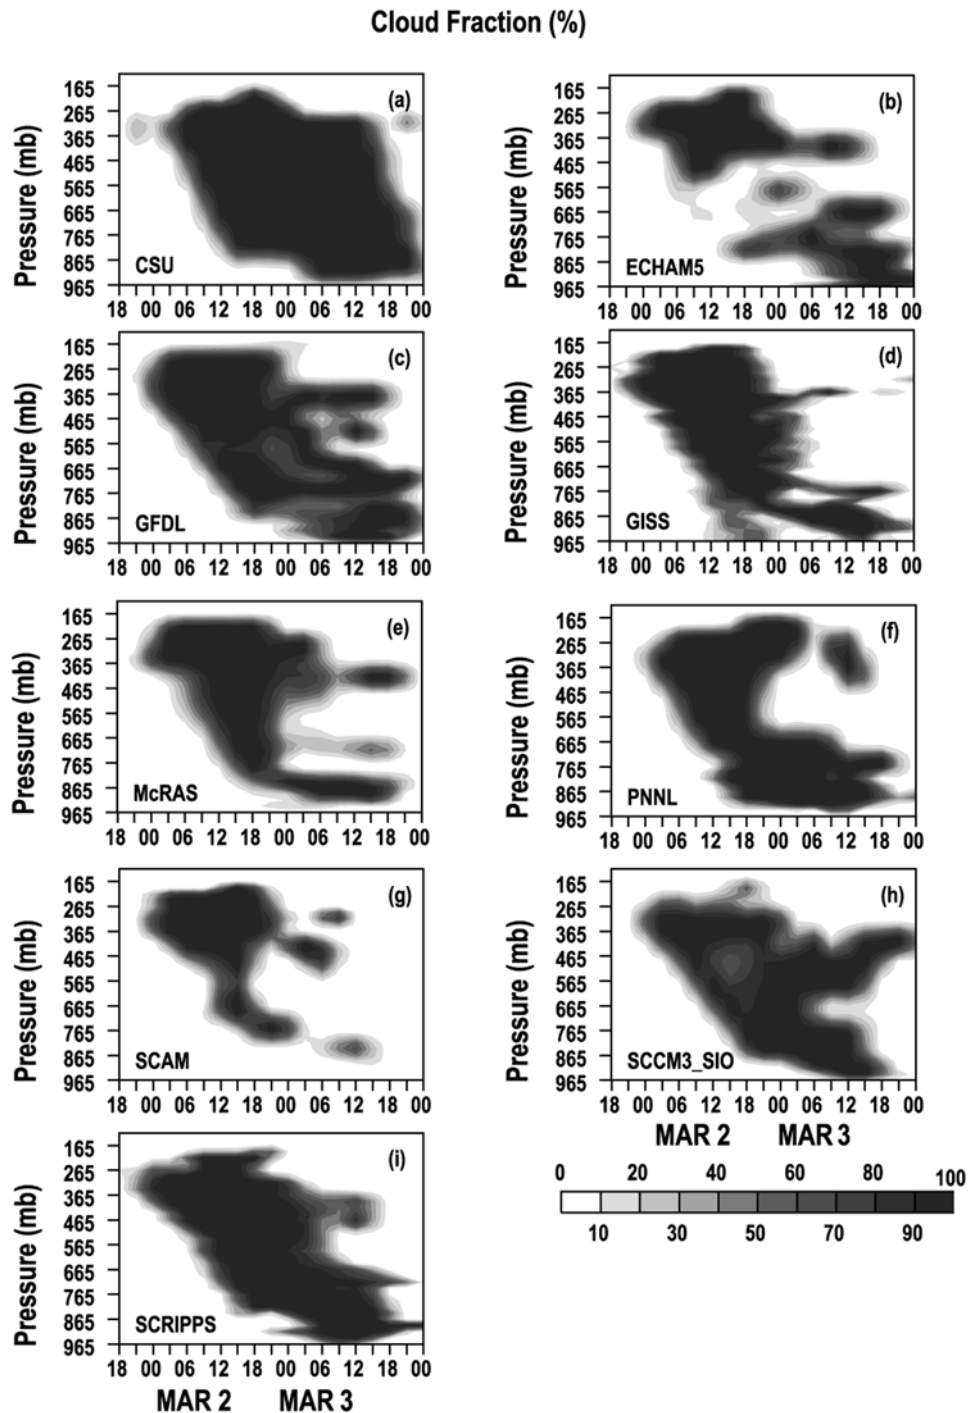 Cloud Fraction (%)
Pressure (mb)
165
265
365
465
565
665
765
865
965
(a)
CSU
18 00 06 12 18 00 06 12 18 00
Pressure (mb)
165
265
365
465
565
665
765
865
965
(b)
ECHAM5
18 00 06 12 18 00 06 12 18 00
Pressure (mb)
165
265
365
465
565
665
765
865
965
(c)
GFDL
18 00 06 12 18 00 06 12 18 00
Pressure (mb)
165
265
365
465
565
665
765
865
965
(d)
GISS
18 00 06 12 18 00 06 12 18 00
Pressure (mb)
165
265
365
465
565
665
765
865
965
(e)
McRAS
18 00 06 12 18 00 06 12 18 00
Pressure (mb)
165
265
365
465
565
665
765
865
965
(f)
PNNL
18 00 06 12 18 00 06 12 18 00
Pressure (mb)
165
265
365
465
565
665
765
865
965
(g)
SCAM
18 00 06 12 18 00 06 12 18 00
Pressure (mb)
165
265
365
465
565
665
765
865
965
(h)
SCCM3_SIO
18 00 06 12 18 00 06 12 18 00
MAR 2 MAR 3
Pressure (mb)
165
265
365
465
565
665
765
865
965
(i)
SCRIPPS
18 00 06 12 18 00 06 12 18 00
MAR 2 MAR 3
0 20 40 60 80 100
10 30 50 70 90